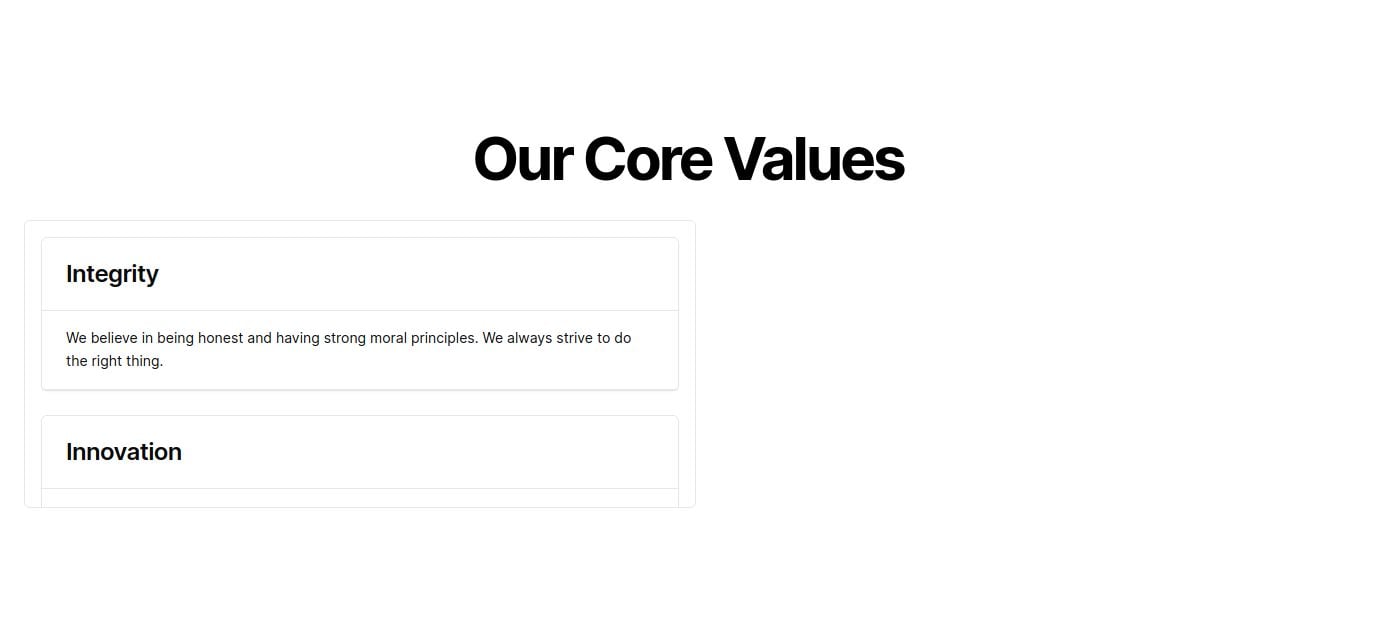 Our Core Values
Integrity
We believe in being honest and having strong moral principles. We always strive to do
the right thing.
Innovation